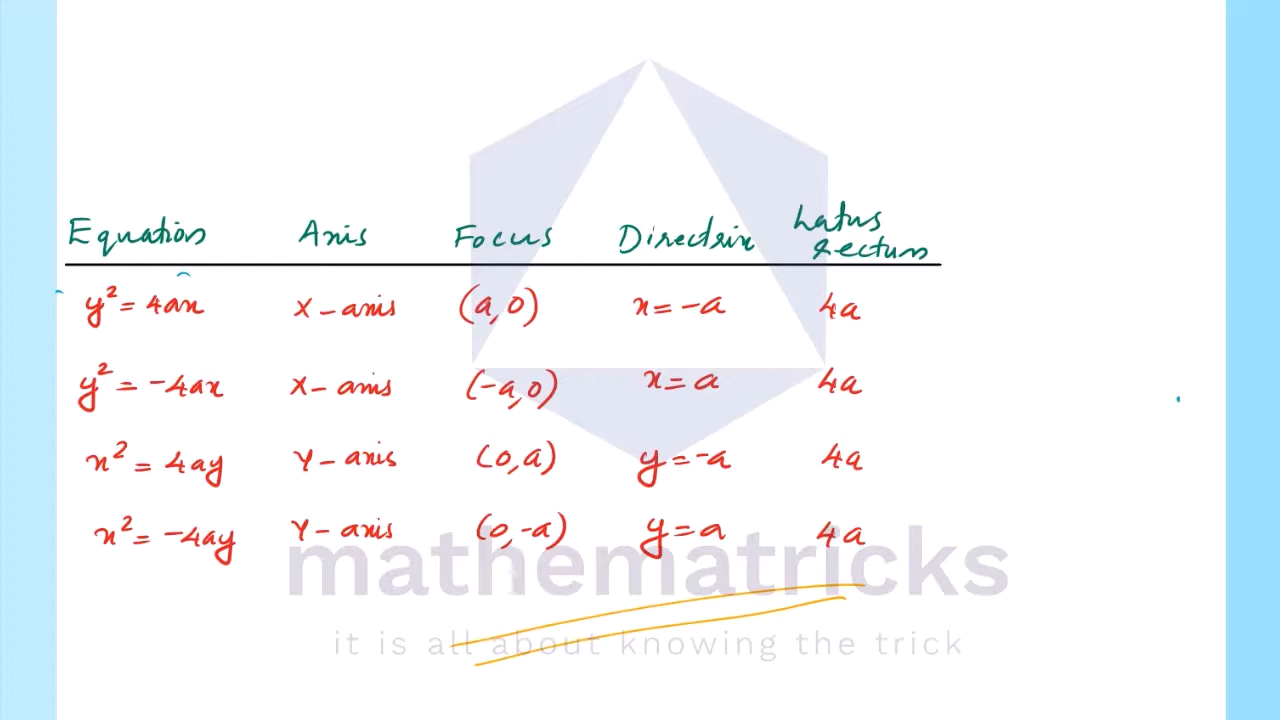 Equation Axis Focus Directrix Latus Rectum
y² = 4ax X-axis (a, 0) x = -a 4a
y² = -4ax X-axis (-a, 0) x = a 4a
x² = 4ay Y-axis (0, a) y = -a 4a
x² = -4ay Y-axis (0, -a) y = a 4a
mathematricks
it is all about knowing the trick